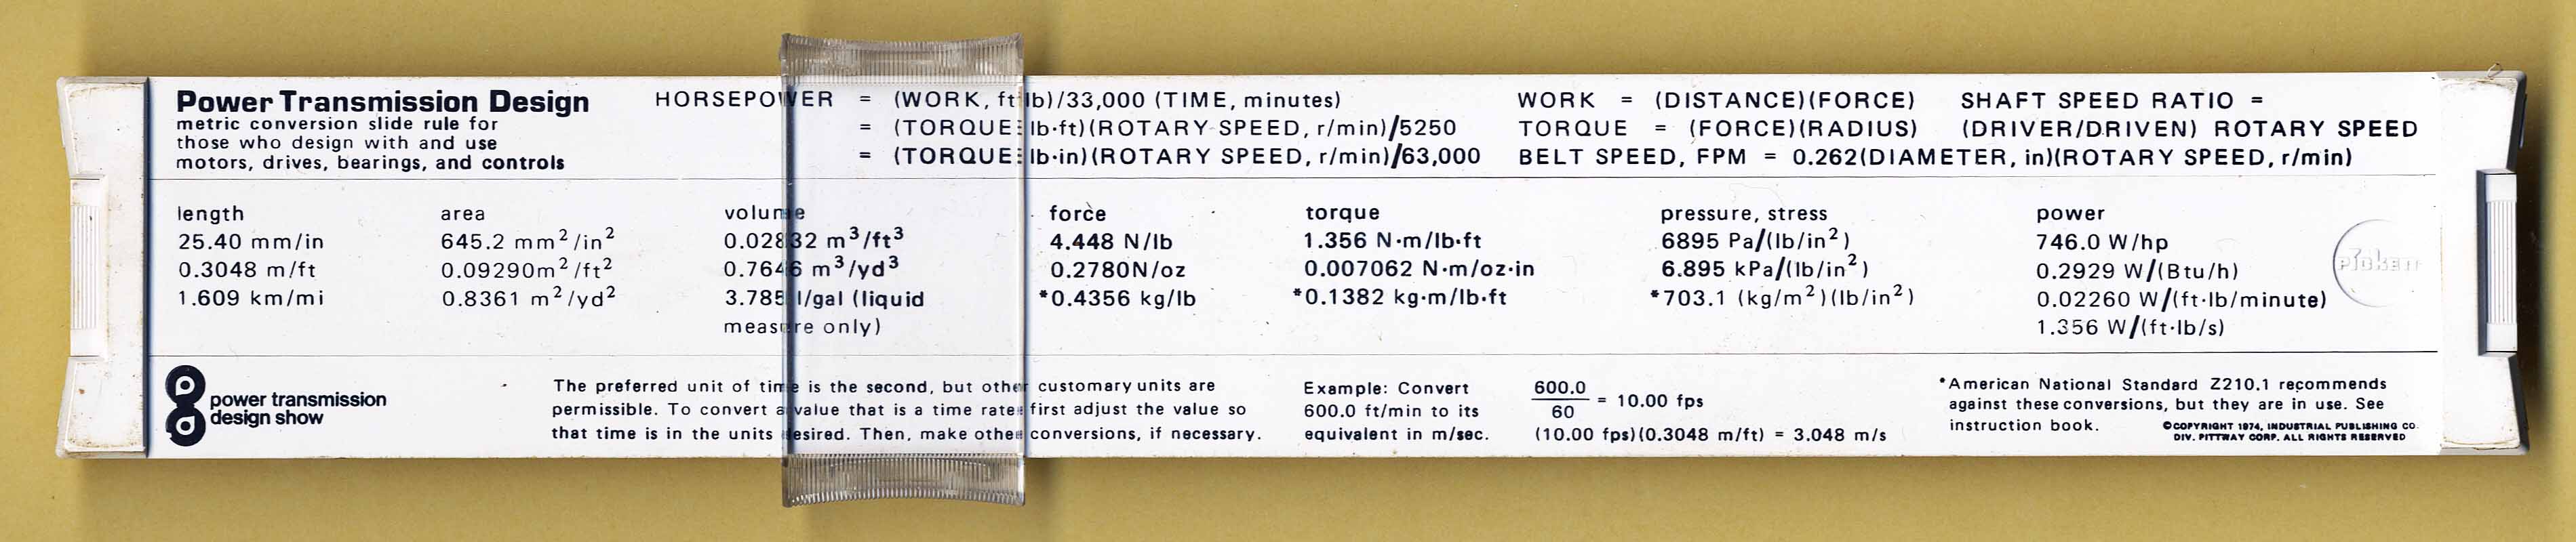 Power Transmission Design
metric conversion slide rule for
those who design with and use
motors, drives, bearings, and controls
HORSEPOWER = (WORK, ft·lb)/33,000 (TIME, minutes)
= (TORQUE, lb·ft)(ROTARY SPEED, r/min)/5250
= (TORQUE, lb·in)(ROTARY SPEED, r/min)/63,000
WORK = (DISTANCE)(FORCE)
TORQUE = (FORCE)(RADIUS)
BELT SPEED, FPM = 0.262(DIAMETER, in)(ROTARY SPEED, r/min)
SHAFT SPEED RATIO =
(DRIVER/DRIVEN) ROTARY SPEED
length
25.40 mm/in
0.3048 m/ft
1.609 km/mi
area
645.2 mm²/in²
0.09290m²/ft²
0.8361 m²/yd²
volume
0.02832 m³/ft³
0.7646 m³/yd³
3.785 l/gal (liquid
measure only)
force
4.448 N/lb
0.2780N/oz
*0.4356 kg/lb
torque
1.356 N·m/lb·ft
0.007062 N·m/oz·in
*0.1382 kg·m/lb·ft
pressure, stress
6895 Pa/(lb/in²)
6.895 kPa/(lb/in²)
*703.1 (kg/m²)(lb/in²)
power
746.0 W/hp
0.2929 W/(Btu/h)
0.02260 W/(ft·lb/minute)
1.356 W/(ft·lb/s)
PICKETT
pd
power transmission
design show
The preferred unit of time is the second, but other customary units are
permissible. To convert a value that is a time rate, first adjust the value so
that time is in the units desired. Then, make other conversions, if necessary.
Example: Convert
600.0 ft/min to its
equivalent in m/sec.
600.0
60
= 10.00 fps
(10.00 fps)(0.3048 m/ft) = 3.048 m/s
*American National Standard Z210.1 recommends
against these conversions, but they are in use. See
instruction book.
©COPYRIGHT 1974, INDUSTRIAL PUBLISHING CO.
DIV. PITTWAY CORP. ALL RIGHTS RESERVED